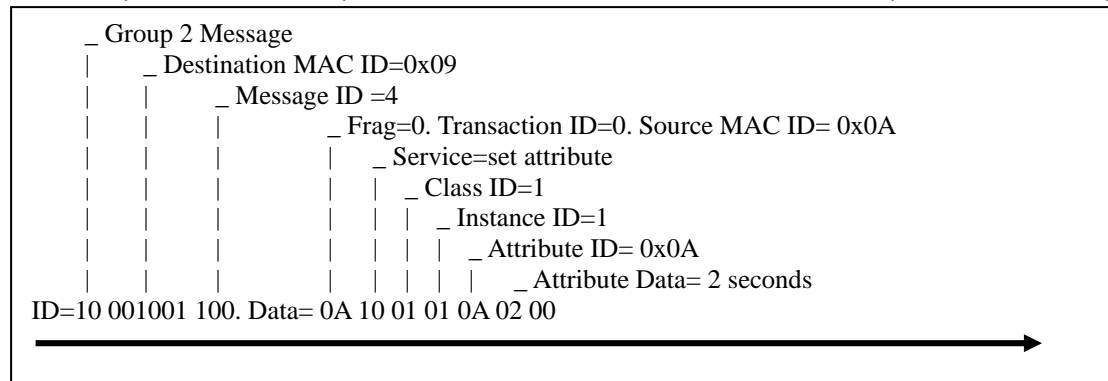 _ Group 2 Message
| _ Destination MAC ID=0x09
| | _ Message ID =4
| | | _ Frag=0. Transaction ID=0. Source MAC ID= 0x0A
| | | | _ Service=set attribute
| | | | | _ Class ID=1
| | | | | | _ Instance ID=1
| | | | | | | _ Attribute ID= 0x0A
| | | | | | | | _ Attribute Data= 2 seconds
ID=10 001001 100. Data= 0A 10 01 01 0A 02 00